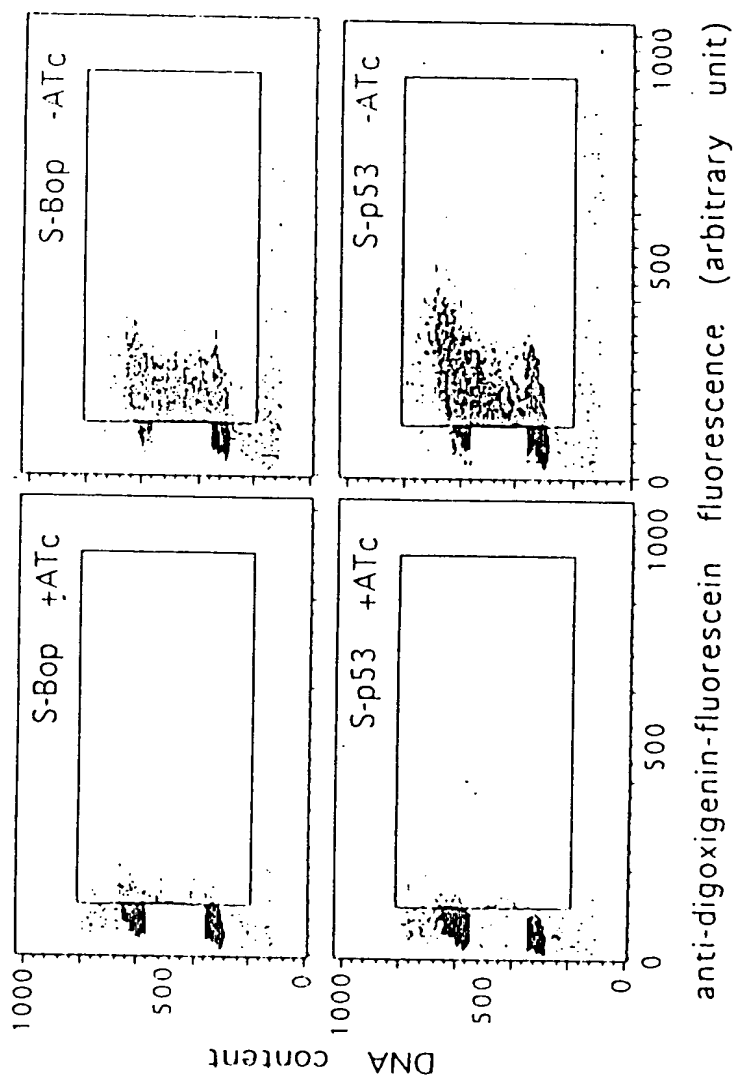 S-Bop +ATc
S-Bop -ATc
1000
500
0
S-p53 +ATc
S-p53 -ATc
1000
500
0
0 500 1000
0 500 1000
DNA content
anti-digoxigenin-fluorescein fluorescence (arbitrary unit)